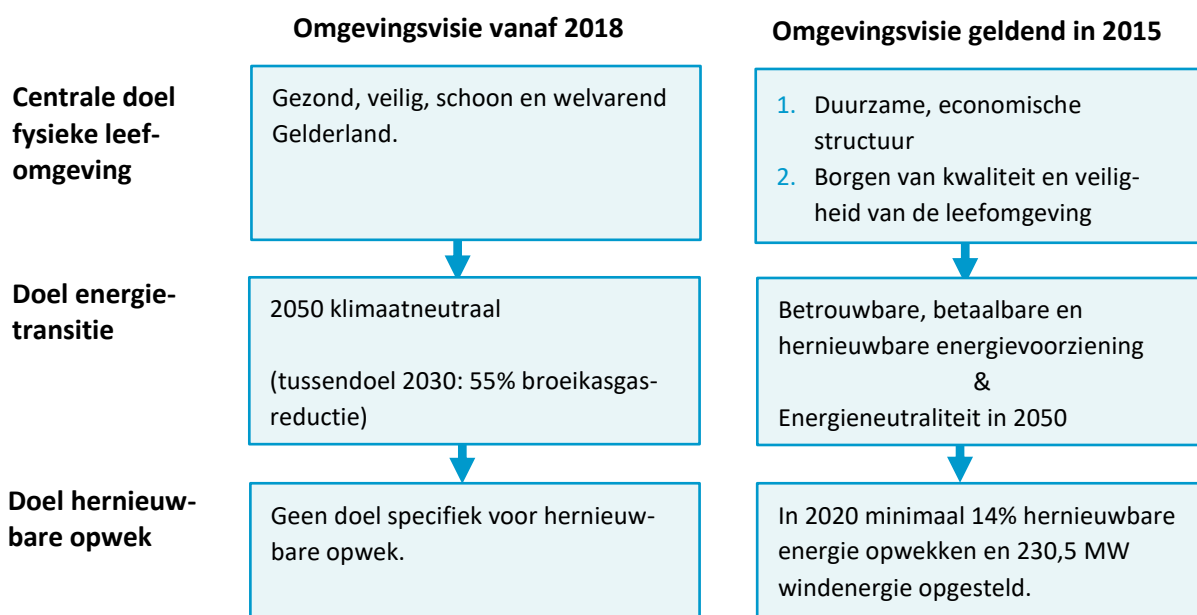 Omgevingsvisie vanaf 2018
Omgevingsvisie geldend in 2015
Centrale doel
fysieke leef-
omgeving
Gezond, veilig, schoon en welvarend
Gelderland.
1. Duurzame, economische
structuur
2. Borgen van kwaliteit en veilig-
heid van de leefomgeving
Doel energie-
transitie
2050 klimaatneutraal
(tussendoel 2030: 55% broeikasgas-
reductie)
Betrouwbare, betaalbare en
hernieuwbare energievoorziening
&
Energieneutraliteit in 2050
Doel hernieuw-
bare opwek
Geen doel specifiek voor hernieuw-
bare opwek.
In 2020 minimaal 14% hernieuwbare
energie opwekken en 230,5 MW
windenergie opgesteld.